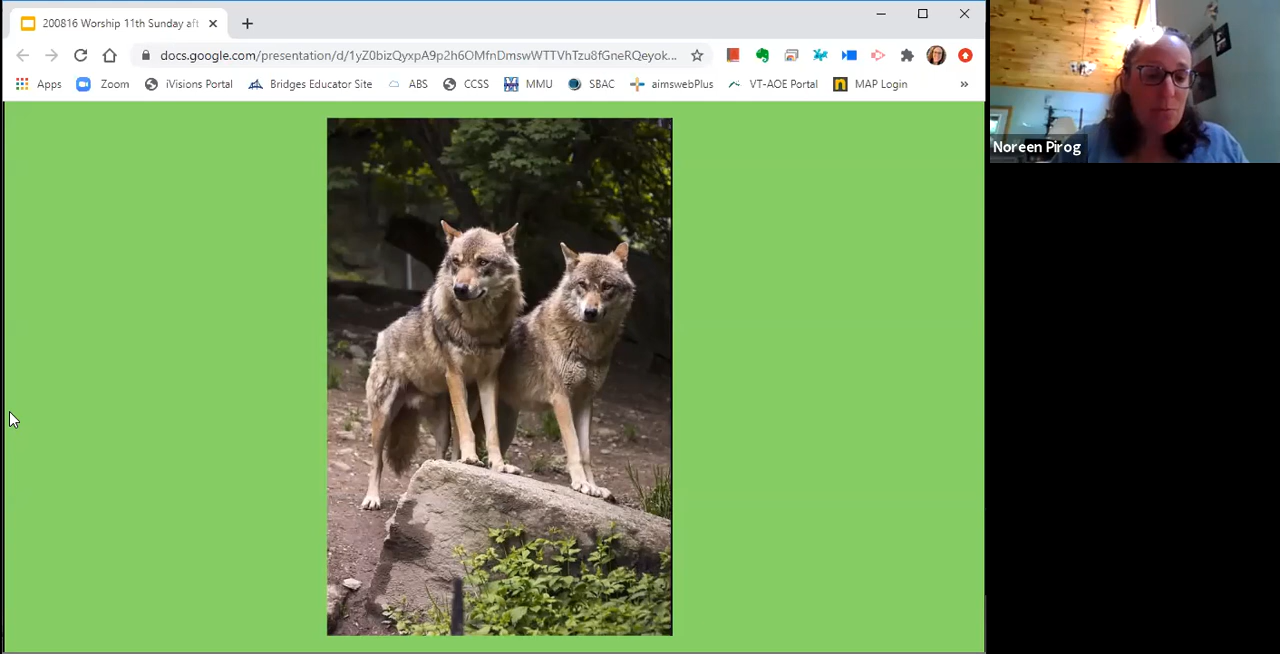 200816 Worship 11th Sunday aft
docs.google.com/presentation/d/1yZ0bizQyxpA9p2h6OMfnDmswWTTVhTzu8fGneRQeyok...
Apps Zoom iVisions Portal Bridges Educator Site ABS CCSS MMU SBAC aimswebPlus VT-AOE Portal MAP Login »
Noreen Pirog